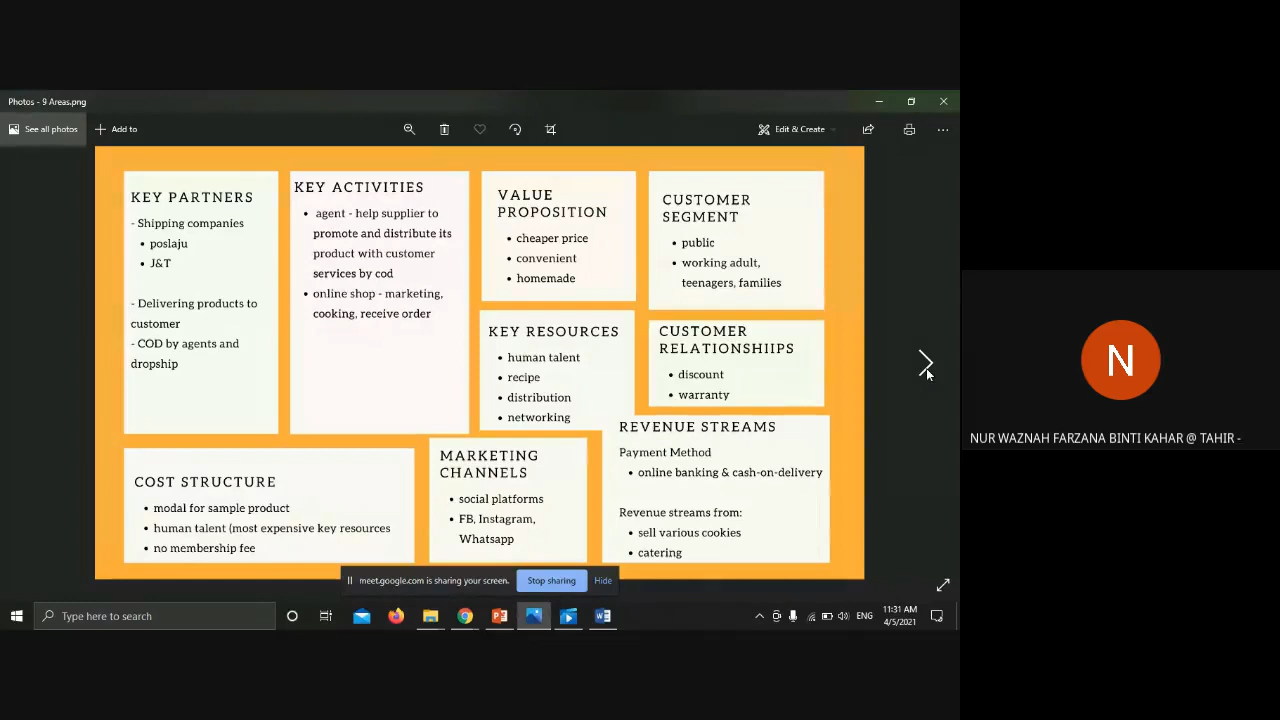 Photos - 9 Areas.png
See all photos
Add to
Edit & Create
KEY PARTNERS
- Shipping companies
• poslaju
• J&T
- Delivering products to
customer
- COD by agents and
dropship
KEY ACTIVITIES
• agent - help supplier to
promote and distribute its
product with customer
services by cod
• online shop - marketing,
cooking, receive order
VALUE
PROPOSITION
• cheaper price
• convenient
• homemade
CUSTOMER
SEGMENT
• public
• working adult,
teenagers, families
KEY RESOURCES
• human talent
• recipe
• distribution
• networking
CUSTOMER
RELATIONSHIIPS
• discount
• warranty
COST STRUCTURE
• modal for sample product
• human talent (most expensive key resources
• no membership fee
MARKETING
CHANNELS
• social platforms
• FB, Instagram,
Whatsapp
REVENUE STREAMS
Payment Method
• online banking & cash-on-delivery
Revenue streams from:
• sell various cookies
• catering
meet.google.com is sharing your screen.
Stop sharing
Hide
Type here to search
ENG
11:31 AM
4/5/2021
N
NUR WAZNAH FARZANA BINTI KAHAR @ TAHIR -